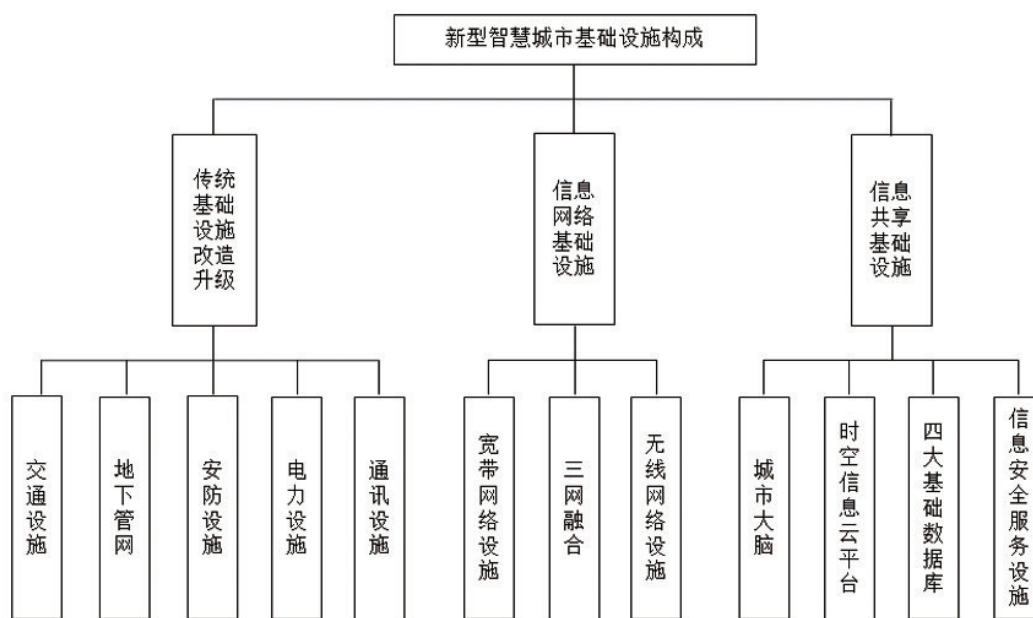 新型智慧城市基础设施构成
传统
基础
设施
改造
升级
信息
网络
基础
设施
信息
共享
基础
设施
交通设施
地下管网
安防设施
电力设施
通讯设施
宽带网络设施
三网融合
无线网络设施
城市大脑
时空信息云平台
四大基础数据库
信息安全服务设施